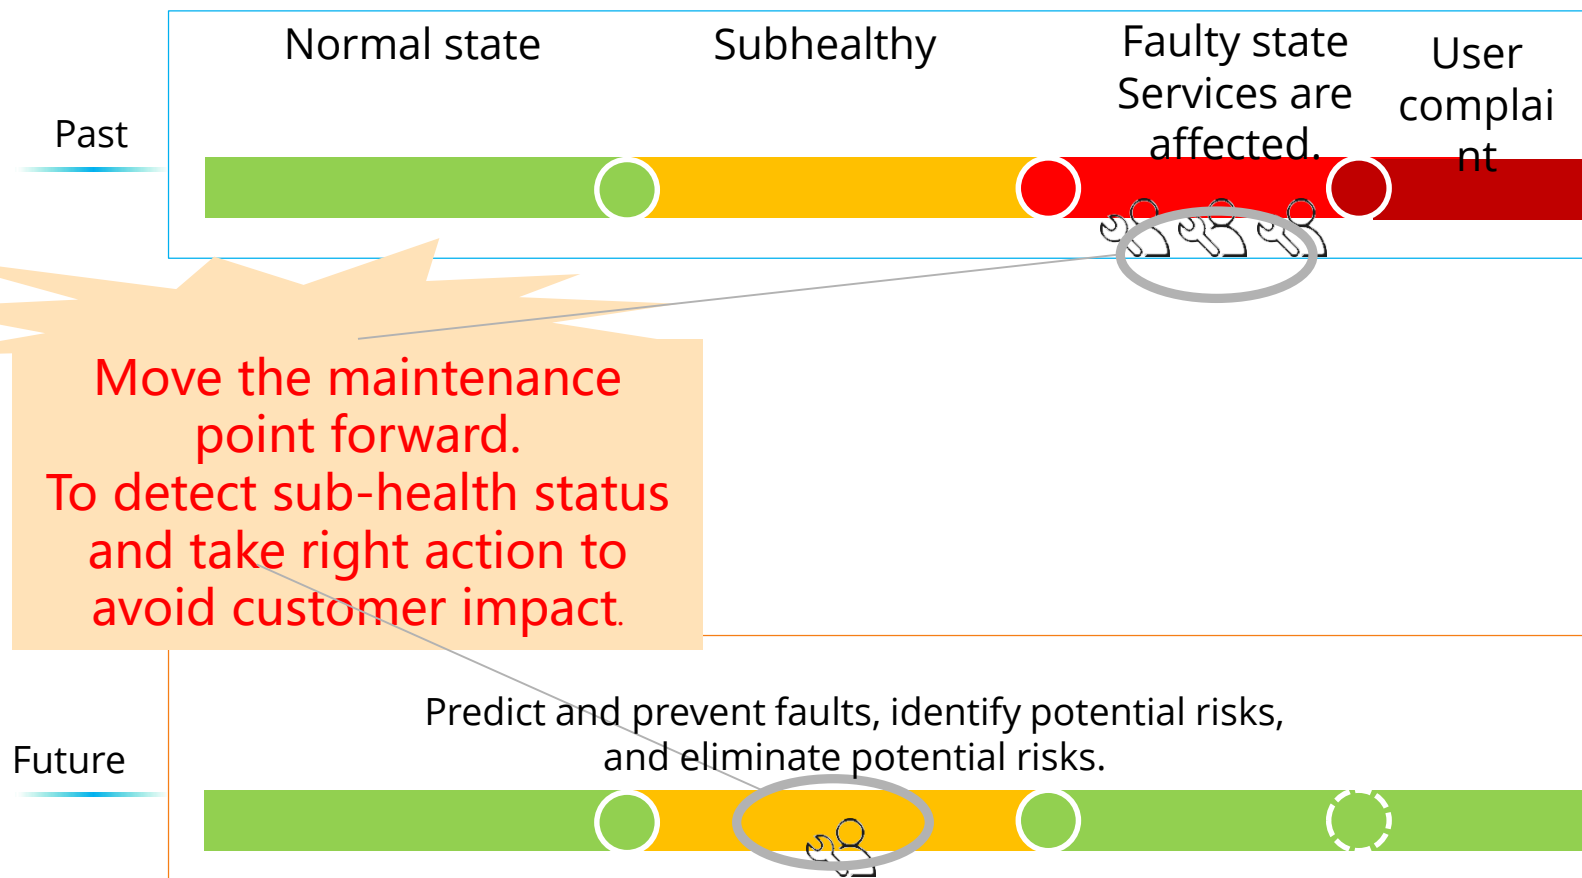 Normal state
Subhealthy
Faulty state
Services are
affected.
User
complai
nt
Past
Move the maintenance
point forward.
To detect sub-health status
and take right action to
avoid customer impact.
Predict and prevent faults, identify potential risks,
and eliminate potential risks.
Future